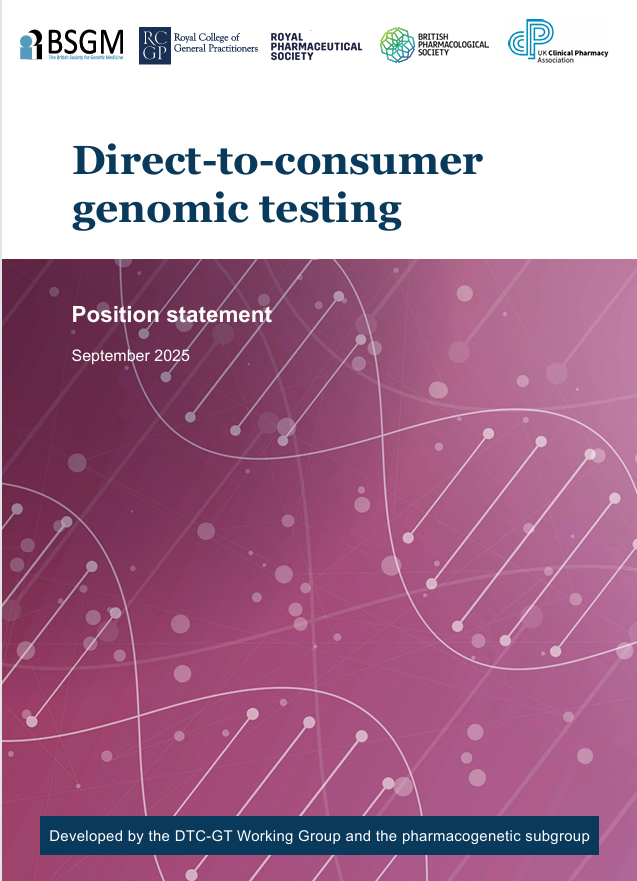 BSGM
The British Society for Genetic Medicine
RC
GP
Royal College of
General Practitioners
ROYAL
PHARMACEUTICAL
SOCIETY
BRITISH
PHARMACOLOGICAL
SOCIETY
CP
UK Clinical Pharmacy
Association
Direct-to-consumer
genomic testing
Position statement
September 2025
Developed by the DTC-GT Working Group and the pharmacogenetic subgroup